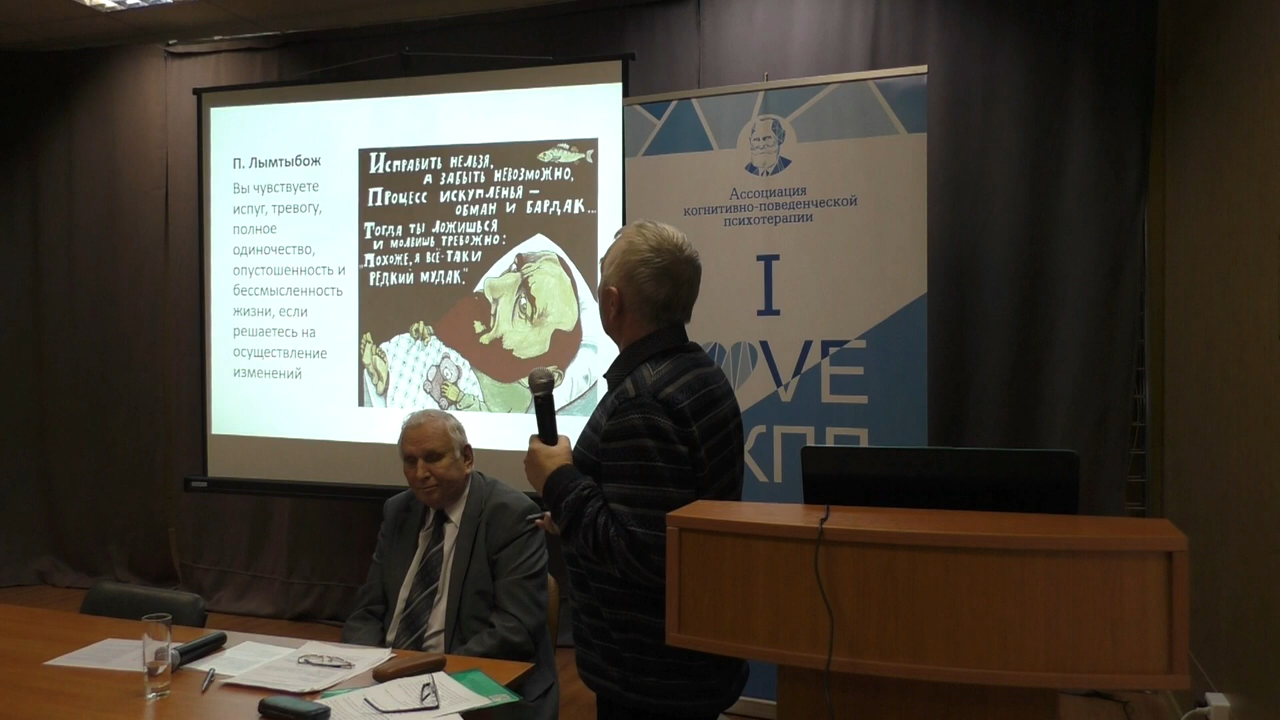 П. Лымтыбож
Вы чувствуете
испуг, тревогу,
полное
одиночество,
опустошенность и
бессмысленность
жизни, если
решаетесь на
осуществление
изменений
Исправить нельзя,
а забыть невозможно,
Процесс искупленья —
обман и бардак...
Тогда ты ложишься
и молвишь тревожно:
"Похоже, я всё-таки
редкий мудак."
Ассоциация
когнитивно-поведенческой
психотерапии
I
VE
КПП